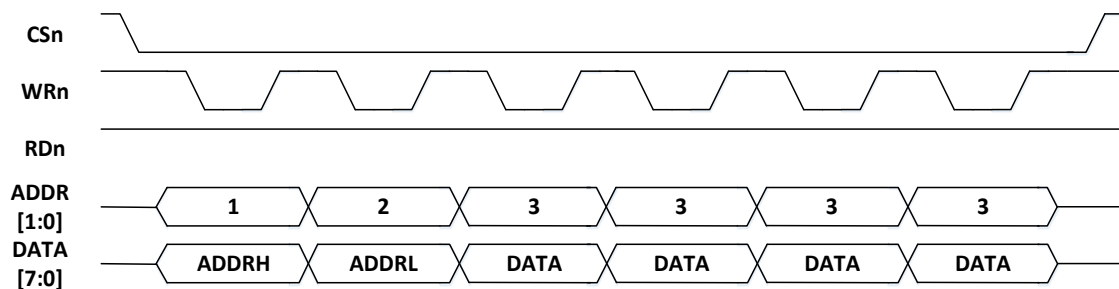 CSn
WRn
RDn
ADDR
[1:0]
1 2 3 3 3 3
DATA
[7:0]
ADDRH ADDRL DATA DATA DATA DATA